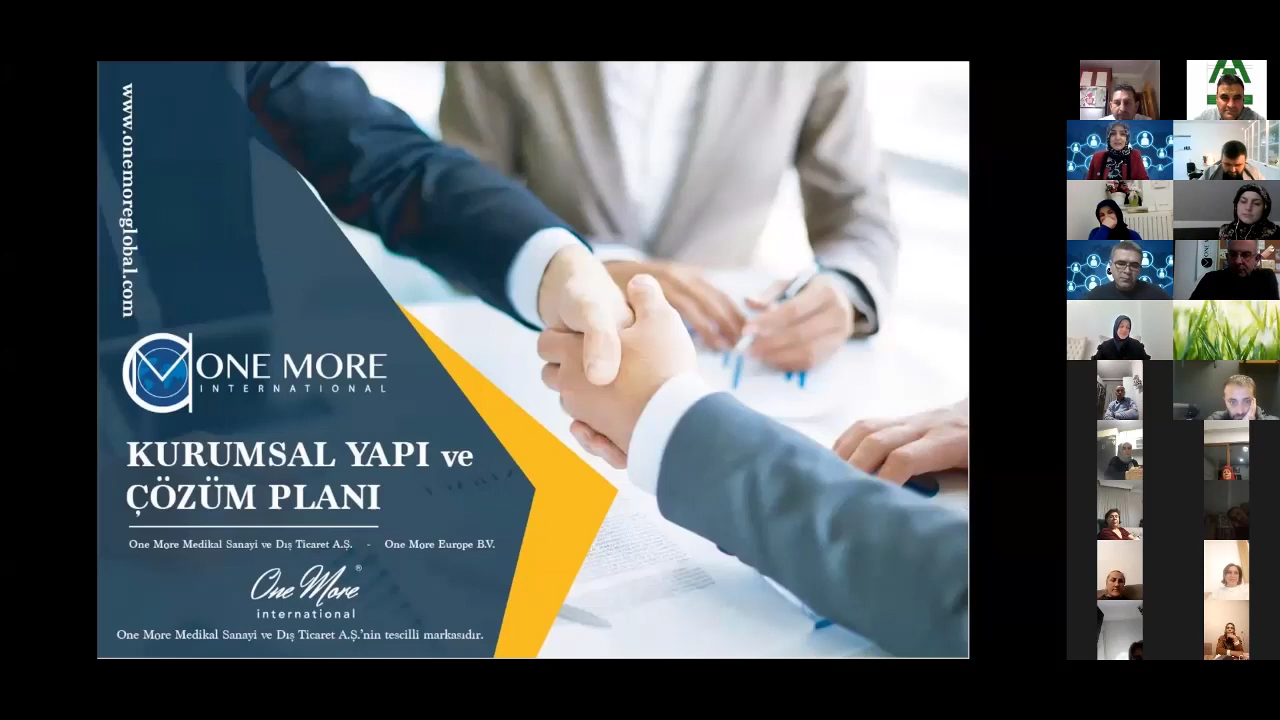 www.onemoreglobal.com
ONE MORE
INTERNATIONAL
KURUMSAL YAPI ve
ÇÖZÜM PLANI
One More Medikal Sanayi ve Dış Ticaret A.Ş. - One More Europe B.V.
One More ®
international
One More Medikal Sanayi ve Dış Ticaret A.Ş.'nin tescilli markasıdır.